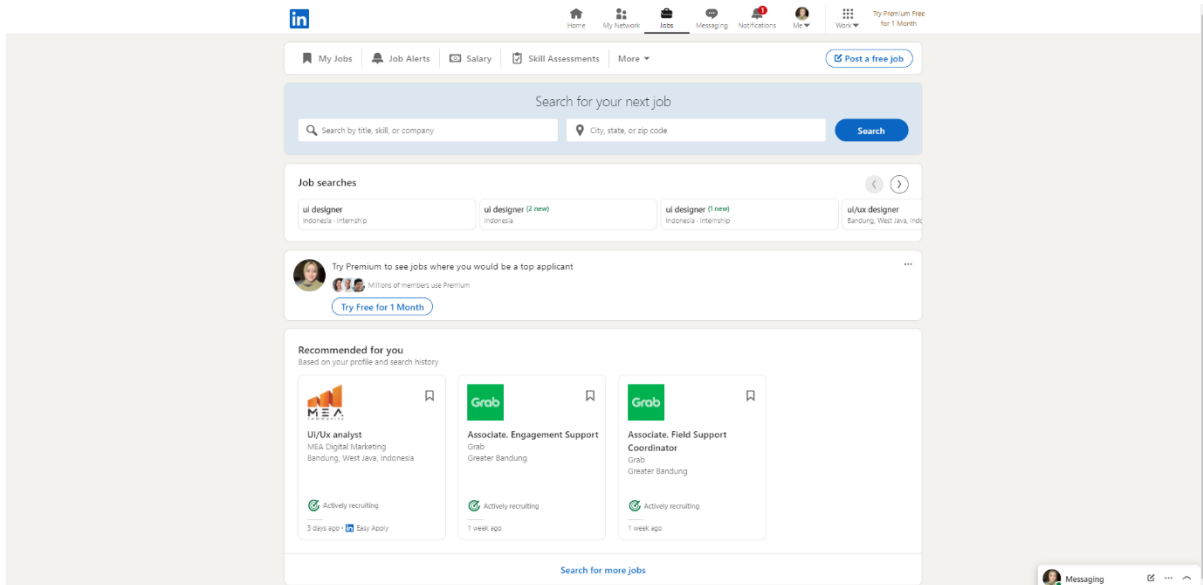 in
Home
My Network
Jobs
Messaging
1
Notifications
Me
Work
Try Premium Free
for 1 Month
My Jobs
Job Alerts
Salary
Skill Assessments
More
Post a free job
Search for your next job
Search by title, skill, or company
City, state, or zip code
Search
Job searches
ui designer
Indonesia - Internship
ui designer (2 new)
Indonesia
ui designer (1 new)
Indonesia - Internship
ui/ux designer
Bandung, West Java, Indo
Try Premium to see jobs where you would be a top applicant
Millions of members use Premium
Try Free for 1 Month
Recommended for you
Based on your profile and search history
MEA
Ui/Ux analyst
MEA Digital Marketing
Bandung, West Java, Indonesia
Actively recruiting
3 days ago • in Easy Apply
Grab
Associate, Engagement Support
Grab
Greater Bandung
Actively recruiting
1 week ago
Grab
Associate, Field Support
Coordinator
Grab
Greater Bandung
Actively recruiting
1 week ago
Search for more jobs
Messaging